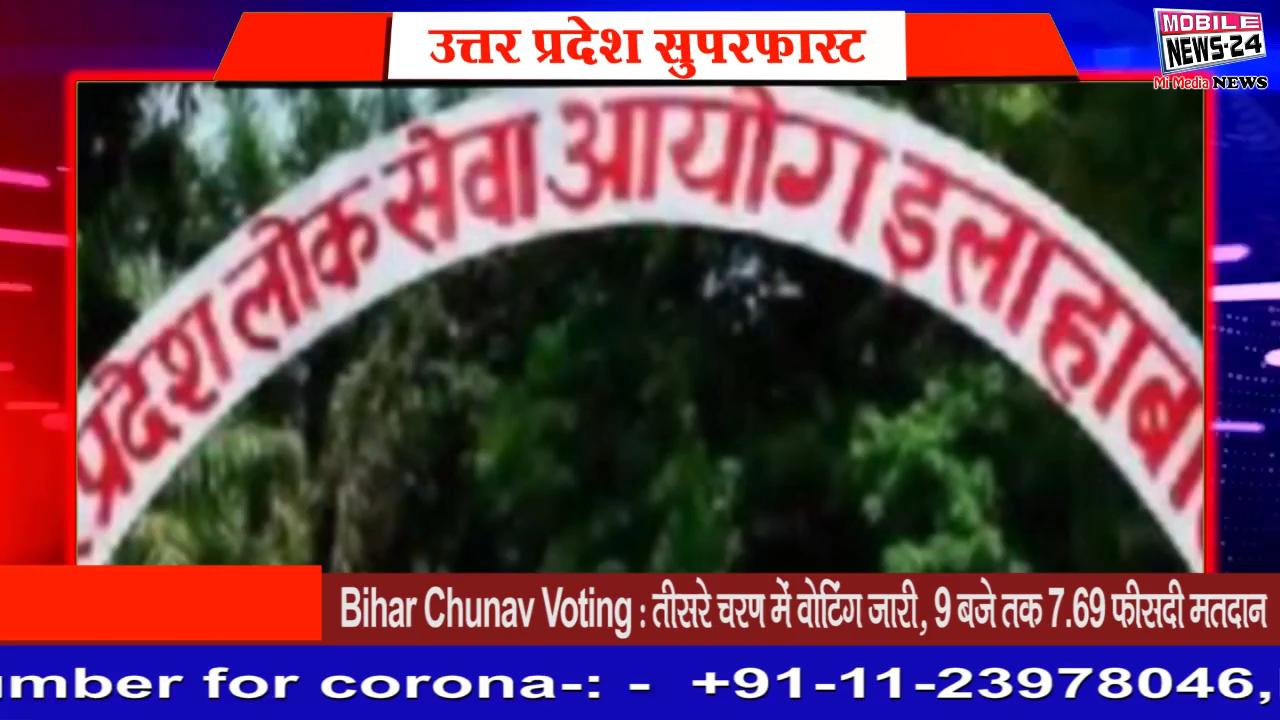 उत्तर प्रदेश सुपरफास्ट
MOBILE
NEWS-24
Mi Media NEWS
प्रदेश लोक सेवा आयोग इलाहाबा
Bihar Chunav Voting : तीसरे चरण में वोटिंग जारी, 9 बजे तक 7.69 फीसदी मतदान
umber for corona-: - +91-11-23978046,